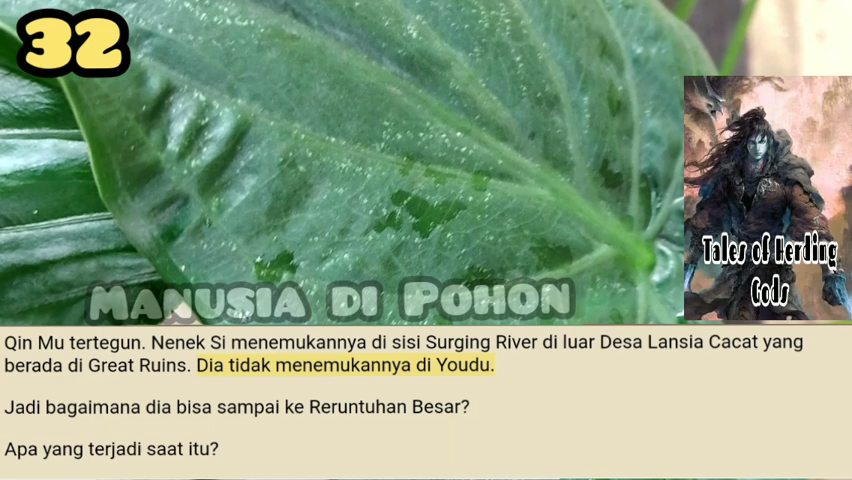 32
Tales of Herding
Gods
MANUSIA DI POHON
Qin Mu tertegun. Nenek Si menemukannya di sisi Surging River di luar Desa Lansia Cacat yang
berada di Great Ruins. Dia tidak menemukannya di Youdu.
Jadi bagaimana dia bisa sampai ke Reruntuhan Besar?
Apa yang terjadi saat itu?